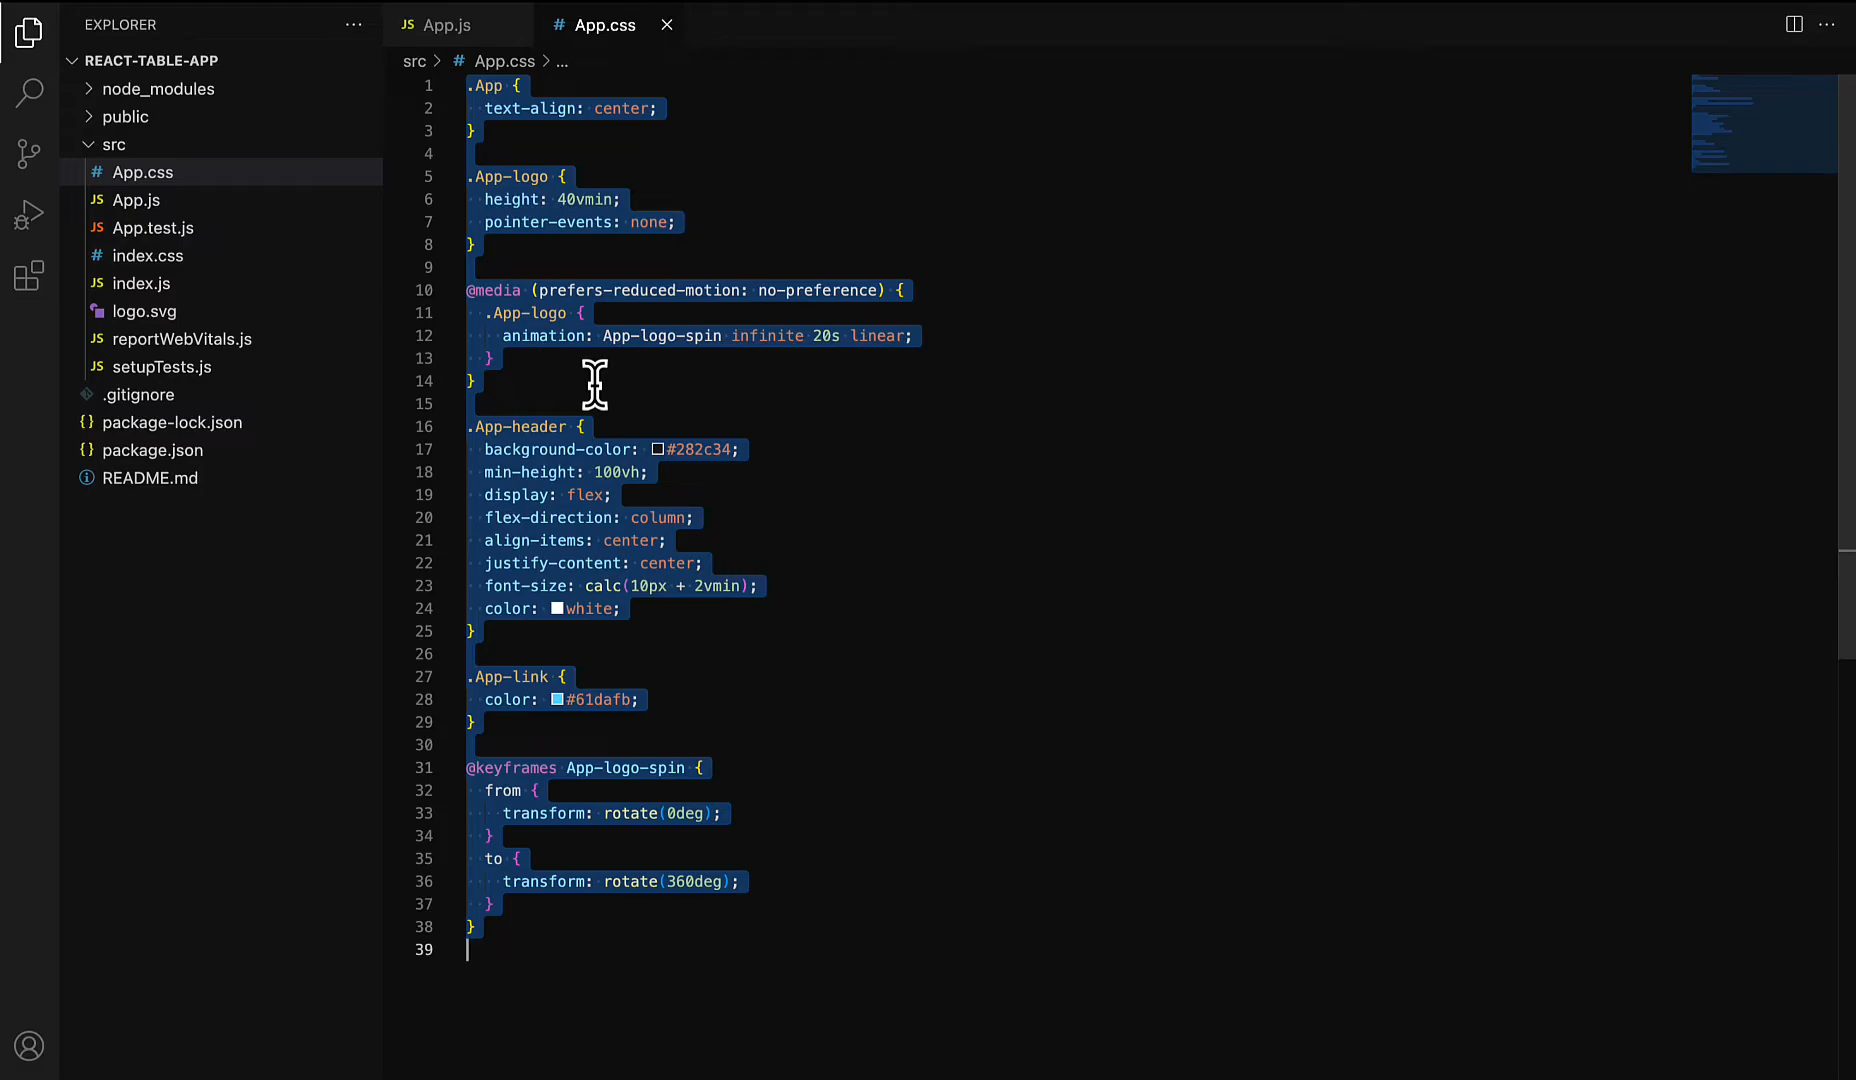 EXPLORER
REACT-TABLE-APP
node_modules
public
src
# App.css
JS App.js
JS App.test.js
# index.css
JS index.js
logo.svg
JS reportWebVitals.js
JS setupTests.js
.gitignore
{} package-lock.json
{} package.json
README.md
JS App.js
# App.css
src > # App.css > ...
1 .App {
2 text-align: center;
3 }
4
5 .App-logo {
6 height: 40vmin;
7 pointer-events: none;
8 }
9
10 @media (prefers-reduced-motion: no-preference) {
11 .App-logo {
12 animation: App-logo-spin infinite 20s linear;
13 }
14 }
15
16 .App-header {
17 background-color: #282c34;
18 min-height: 100vh;
19 display: flex;
20 flex-direction: column;
21 align-items: center;
22 justify-content: center;
23 font-size: calc(10px + 2vmin);
24 color: white;
25 }
26
27 .App-link {
28 color: #61dafb;
29 }
30
31 @keyframes App-logo-spin {
32 from {
33 transform: rotate(0deg);
34 }
35 to {
36 transform: rotate(360deg);
37 }
38 }
39